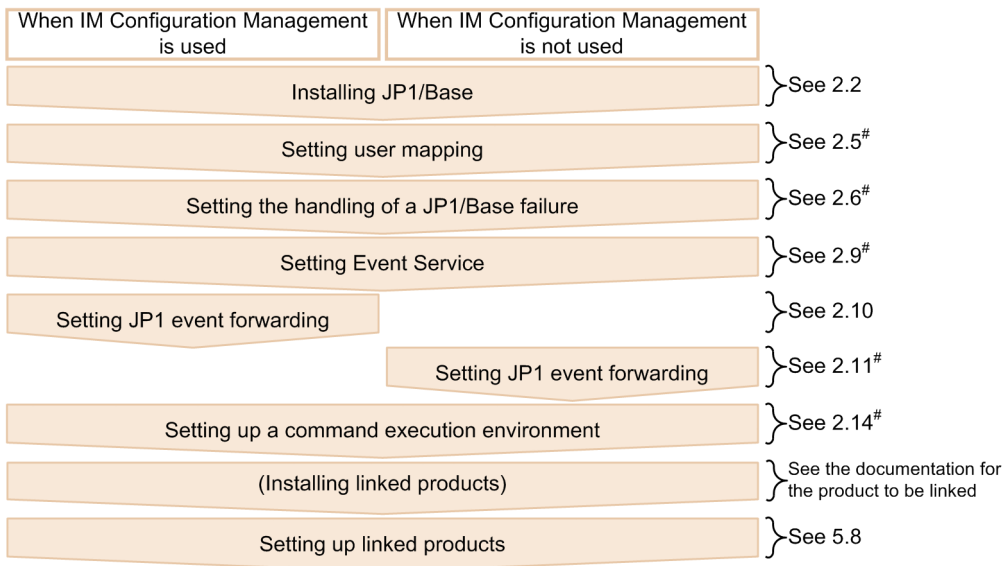 When IM Configuration Management
is used
When IM Configuration Management
is not used
Installing JP1/Base
See 2.2
Setting user mapping
See 2.5#
Setting the handling of a JP1/Base failure
See 2.6#
Setting Event Service
See 2.9#
Setting JP1 event forwarding
See 2.10
Setting JP1 event forwarding
See 2.11#
Setting up a command execution environment
See 2.14#
(Installing linked products)
See the documentation for
the product to be linked
Setting up linked products
See 5.8